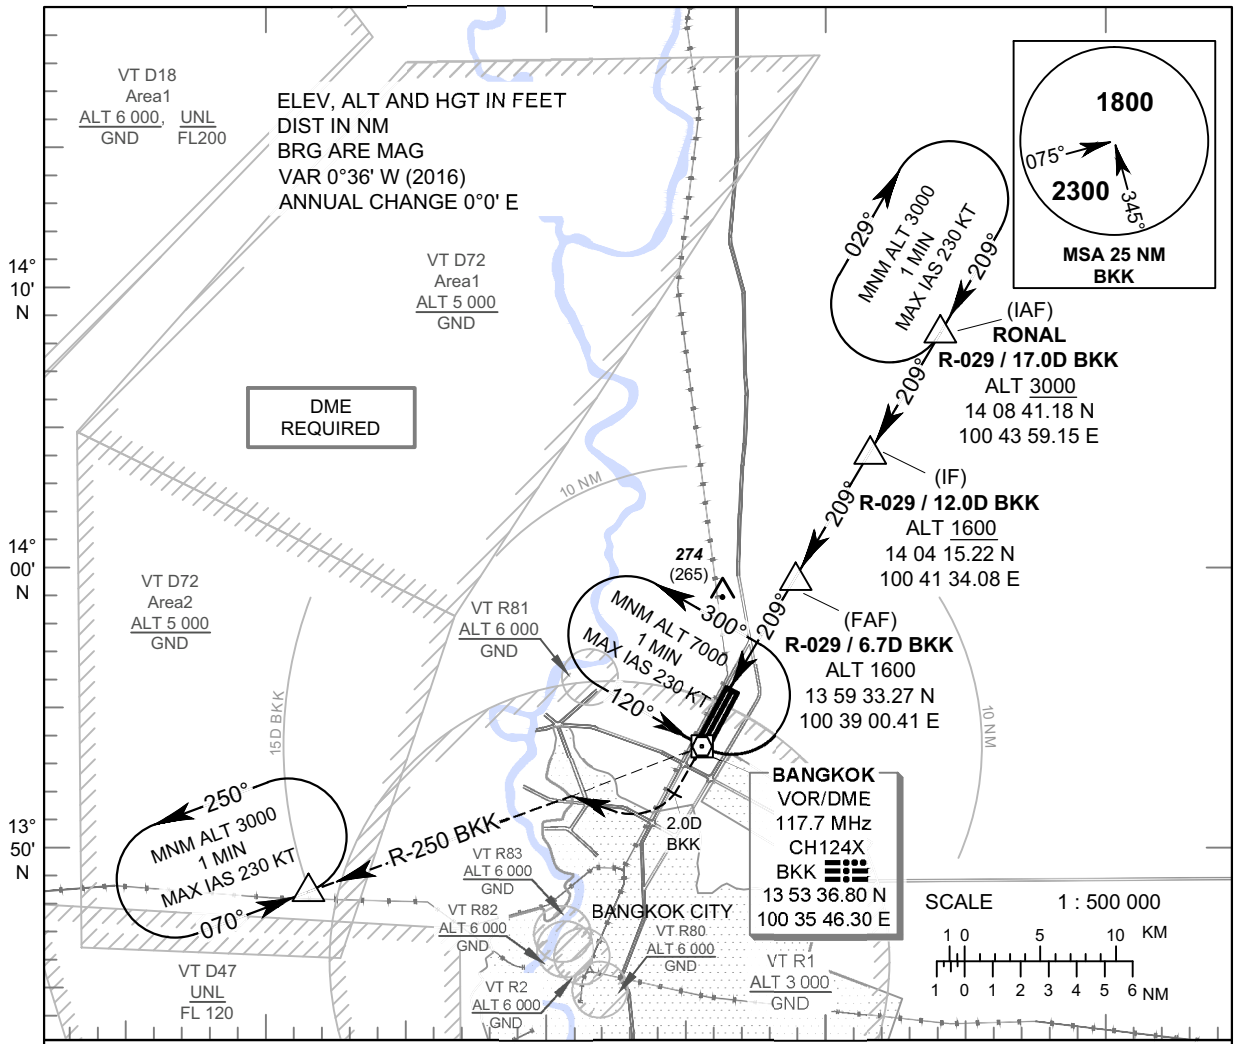 VT D18
Area1
ALT 6 000, UNL
GND FL200
ELEV, ALT AND HGT IN FEET
DIST IN NM
BRG ARE MAG
VAR 0°36' W (2016)
ANNUAL CHANGE 0°0' E
1800
075°
2300
345°
MSA 25 NM
BKK
029°
MNM ALT 3000
1 MIN
MAX IAS 230 KT
209°
14°
10'
N
VT D72
Area1
ALT 5 000
GND
(IAF)
RONAL
R-029 / 17.0D BKK
ALT 3000
14 08 41.18 N
100 43 59.15 E
209°
DME
REQUIRED
10 NM
(IF)
R-029 / 12.0D BKK
ALT 1600
14 04 15.22 N
100 41 34.08 E
209°
14°
00'
N
274
(265)
VT D72
Area2
ALT 5 000
GND
VT R81
ALT 6 000
GND
300°
MNM ALT 7000
1 MIN
MAX IAS 230 KT
120°
209°
(FAF)
R-029 / 6.7D BKK
ALT 1600
13 59 33.27 N
100 39 00.41 E
15D BKK
10 NM
BANGKOK
VOR/DME
117.7 MHz
CH124X
BKK
13 53 36.80 N
100 35 46.30 E
13°
50'
N
250°
MNM ALT 3000
1 MIN
MAX IAS 230 KT
070°
R-250 BKK
2.0D
BKK
VT R83
ALT 6 000
GND
VT R82
ALT 6 000
GND
BANGKOK CITY
VT R80
ALT 6 000
GND
VT R2
ALT 6 000
GND
VT R1
ALT 3 000
GND
VT D47
UNL
FL 120
SCALE 1 : 500 000
1 0 5 10 KM
1 0 1 2 3 4 5 6 NM